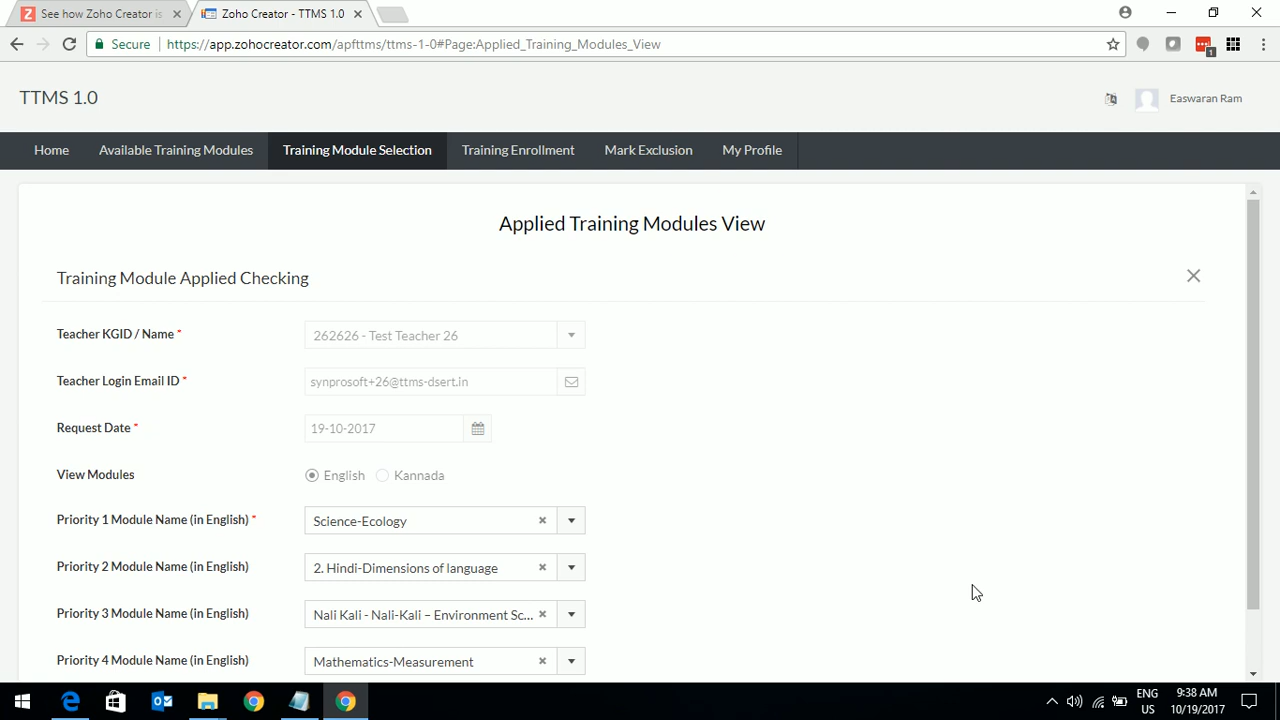 See how Zoho Creator is
Zoho Creator - TTMS 1.0
Secure
https://app.zohocreator.com/apfttms/ttms-1-0#Page:Applied_Training_Modules_View
1
TTMS 1.0
Easwaran Ram
Home
Available Training Modules
Training Module Selection
Training Enrollment
Mark Exclusion
My Profile
Applied Training Modules View
Training Module Applied Checking
Teacher KGID / Name *
262626 - Test Teacher 26
Teacher Login Email ID *
synprosoft+26@ttms-dsert.in
Request Date *
19-10-2017
View Modules
English
Kannada
Priority 1 Module Name (in English) *
Science-Ecology
Priority 2 Module Name (in English)
2. Hindi-Dimensions of language
Priority 3 Module Name (in English)
Nali Kali - Nali-Kali – Environment Sc...
Priority 4 Module Name (in English)
Mathematics-Measurement
ENG
US
9:38 AM
10/19/2017